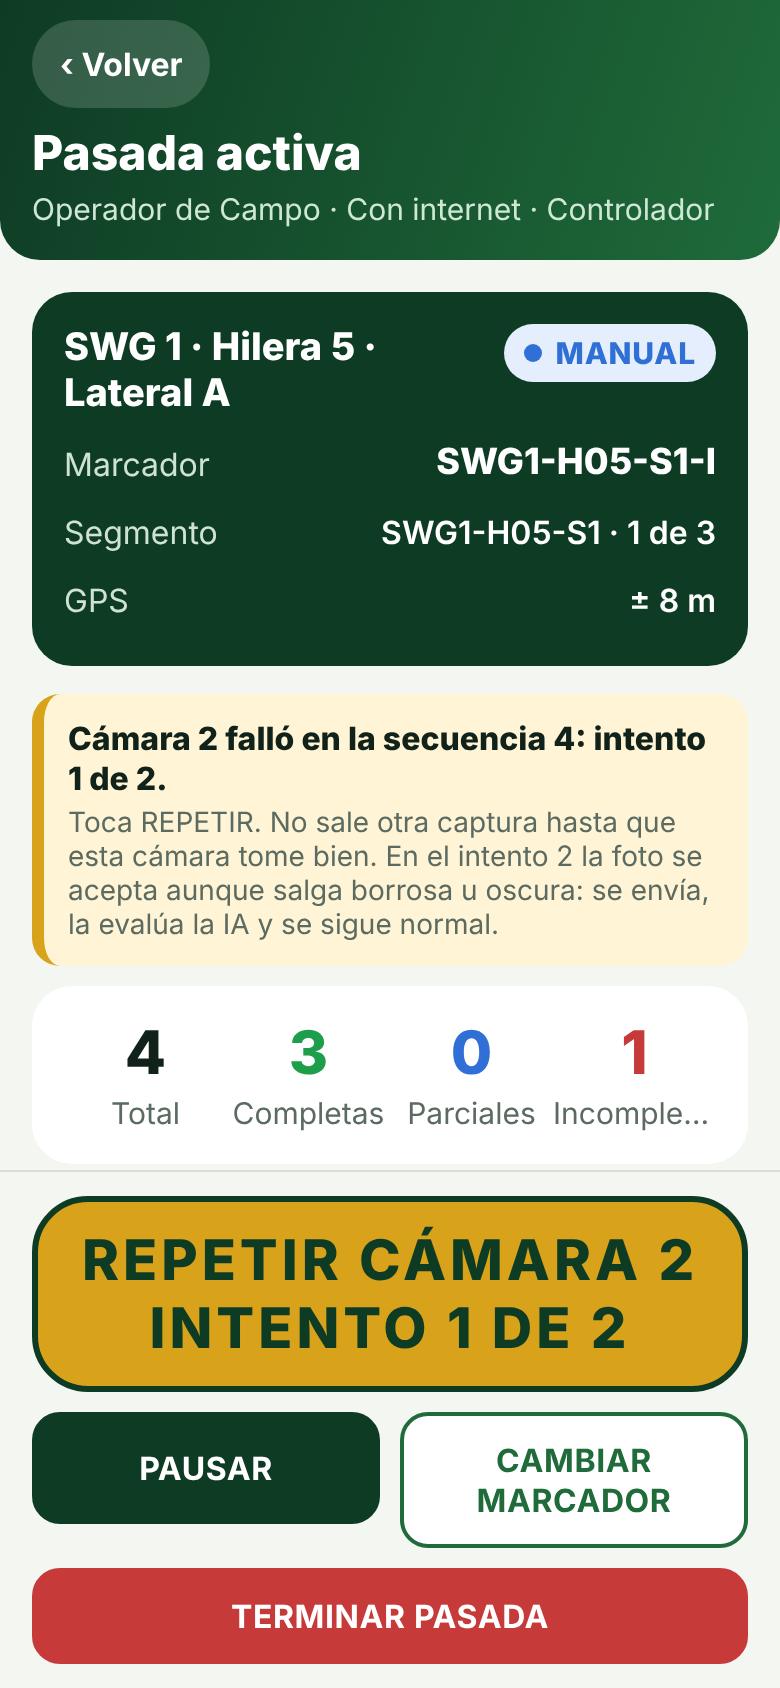 ‹ Volver
Pasada activa
Operador de Campo · Con internet · Controlador
SWG 1 · Hilera 5 ·
Lateral A
MANUAL
Marcador
SWG1-H05-S1-I
Segmento
SWG1-H05-S1 · 1 de 3
GPS
± 8 m
Cámara 2 falló en la secuencia 4: intento
1 de 2.
Toca REPETIR. No sale otra captura hasta que
esta cámara tome bien. En el intento 2 la foto se
acepta aunque salga borrosa u oscura: se envía,
la evalúa la IA y se sigue normal.
4
Total
3
Completas
0
Parciales
1
Incomple...
REPETIR CÁMARA 2
INTENTO 1 DE 2
PAUSAR
CAMBIAR
MARCADOR
TERMINAR PASADA